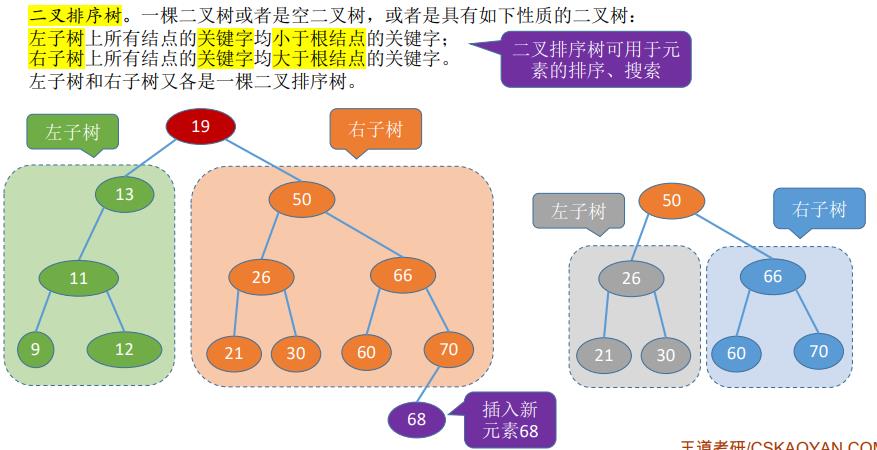 二叉排序树。一棵二叉树或者是空二叉树，或者是具有如下性质的二叉树：
左子树上所有结点的关键字均小于根结点的关键字；
右子树上所有结点的关键字均大于根结点的关键字。
左子树和右子树又各是一棵二叉排序树。
二叉排序树可用于元
素的排序、搜索
左子树
19
右子树
13
50
11
26
66
9
12
21
30
60
70
68
插入新
元素68
左子树
50
右子树
26
66
21
30
60
70
王道考研/CSKAOYAN.COM